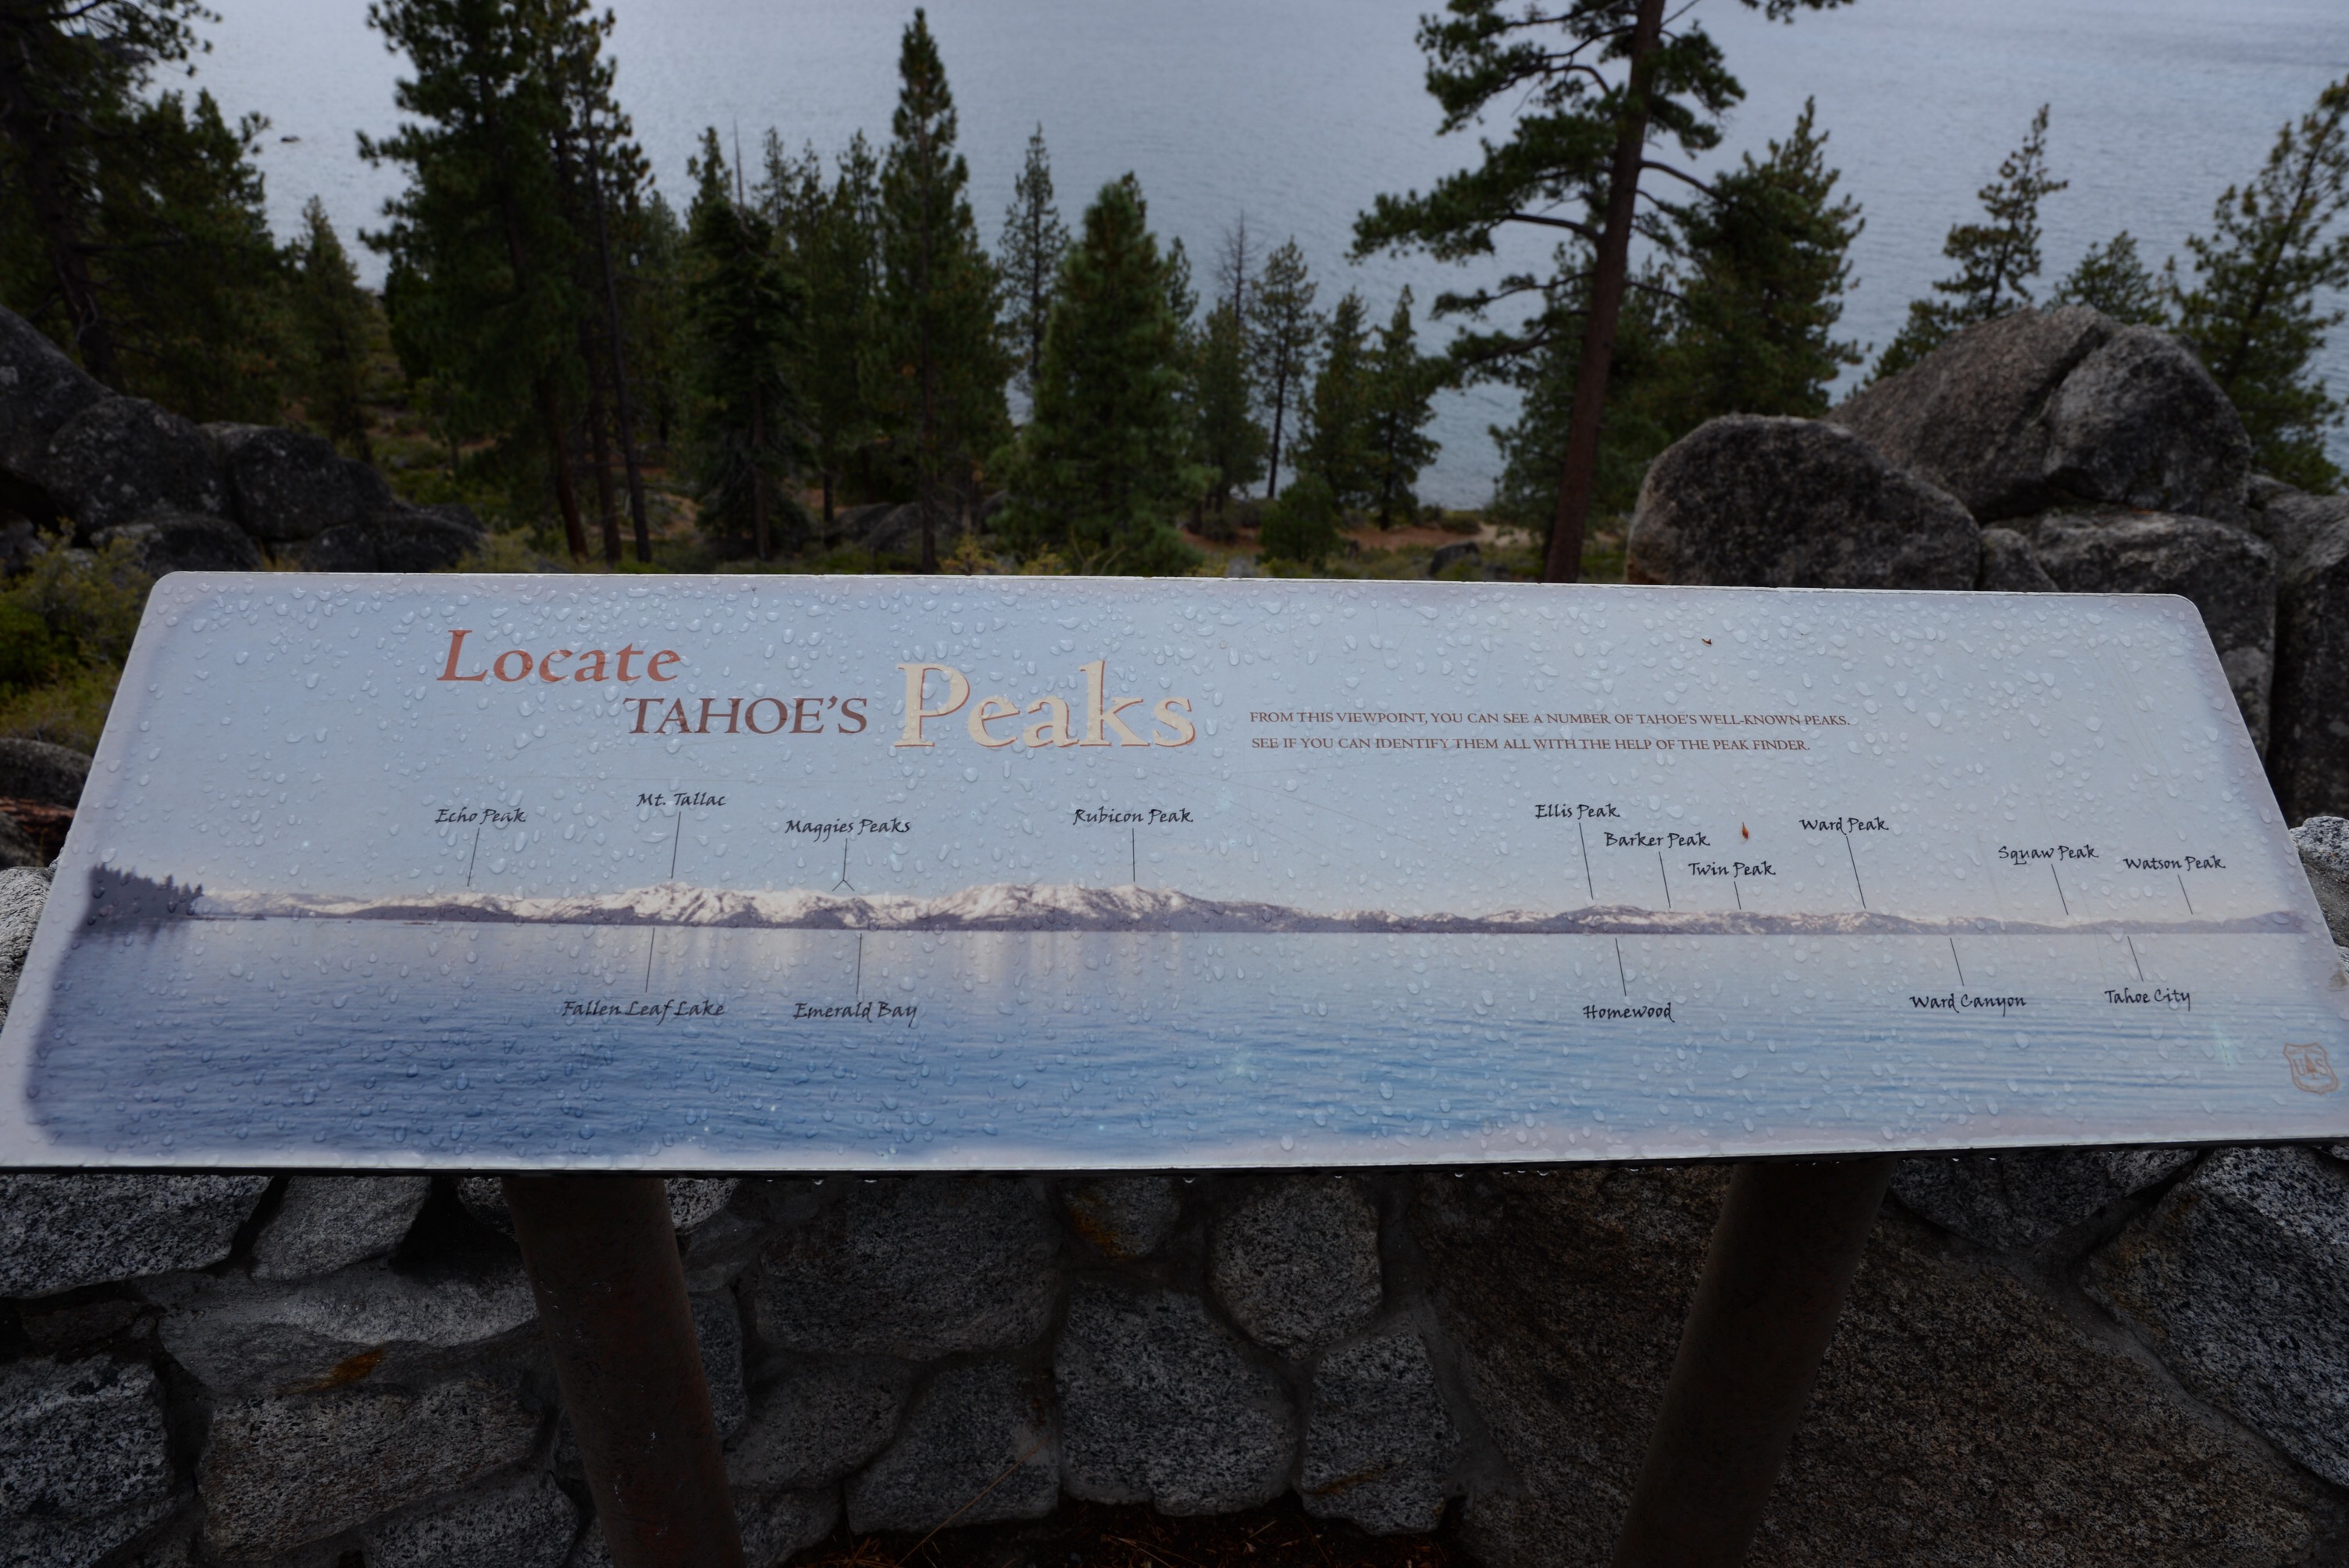 Locate
TAHOE'S Peaks
FROM THIS VIEWPOINT, YOU CAN SEE A NUMBER OF TAHOE'S WELL-KNOWN PEAKS.
SEE IF YOU CAN IDENTIFY THEM ALL WITH THE HELP OF THE PEAK FINDER.
Echo Peak
Mt. Tallac
Maggies Peaks
Rubicon Peak
Ellis Peak
Barker Peak
Twin Peak
Ward Peak
Squaw Peak
Watson Peak
Fallen Leaf Lake
Emerald Bay
Homewood
Ward Canyon
Tahoe City
UAS